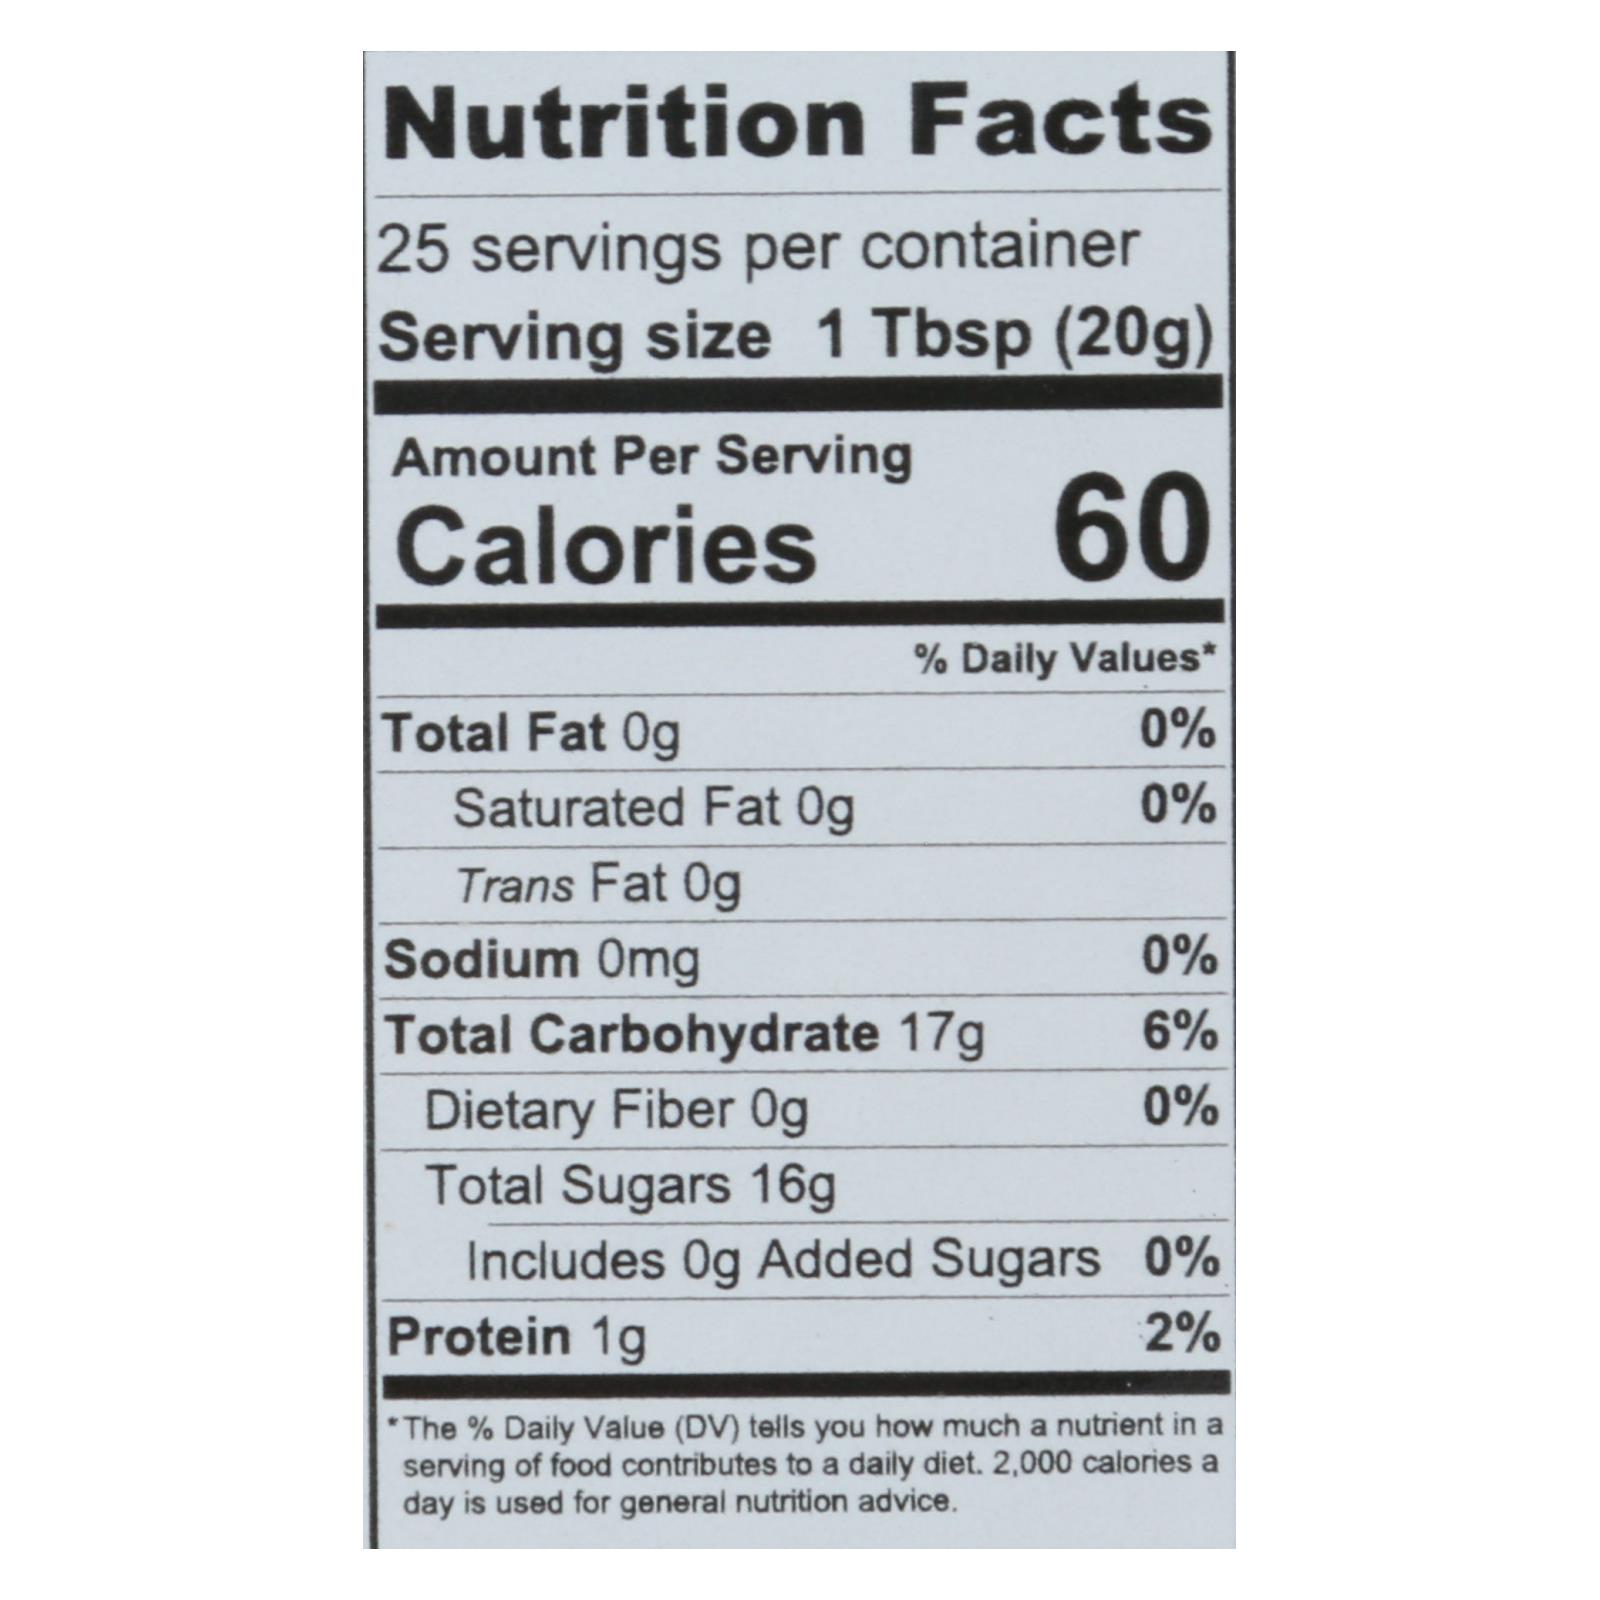 Nutrition Facts
25 servings per container
Serving size 1 Tbsp (20g)
Amount Per Serving
Calories 60
% Daily Values*
Total Fat 0g 0%
Saturated Fat 0g 0%
Trans Fat 0g
Sodium 0mg 0%
Total Carbohydrate 17g 6%
Dietary Fiber 0g 0%
Total Sugars 16g
Includes 0g Added Sugars 0%
Protein 1g 2%
*The % Daily Value (DV) tells you how much a nutrient in a
serving of food contributes to a daily diet. 2,000 calories a
day is used for general nutrition advice.